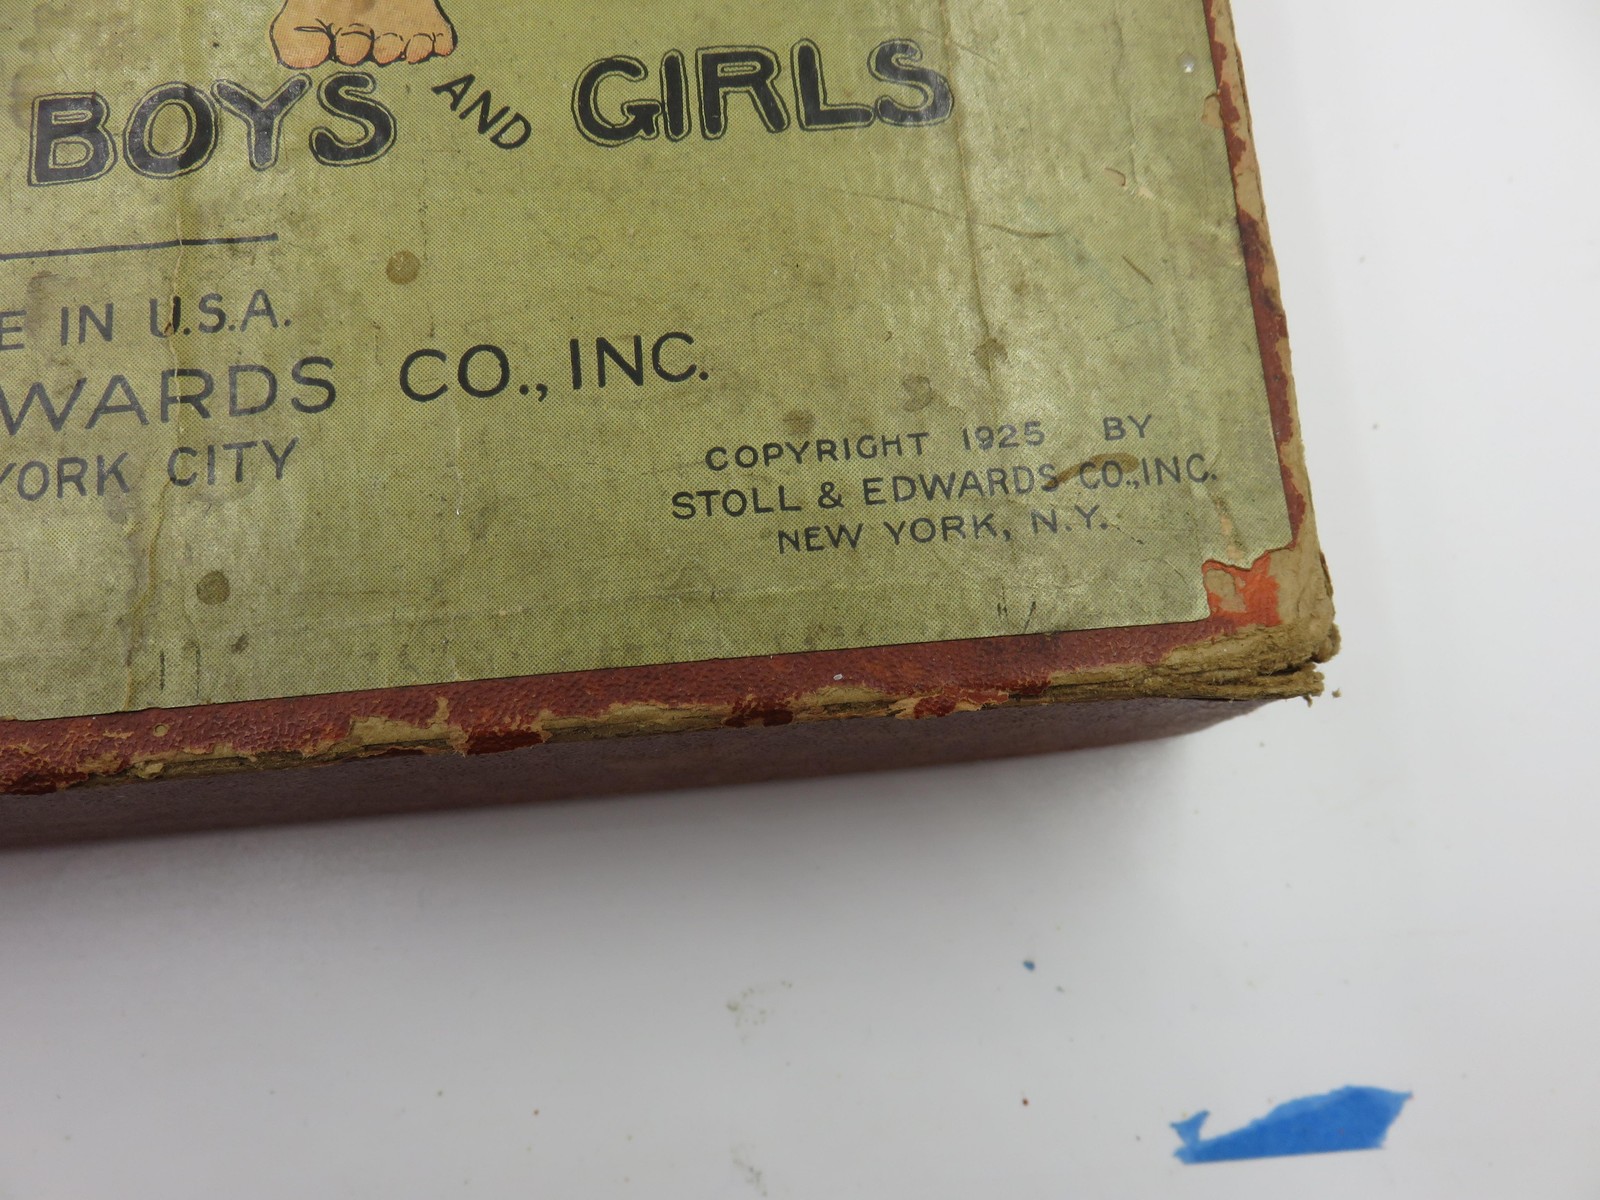 BOYS AND GIRLS
E IN U.S.A.
WARDS CO., INC.
YORK CITY
COPYRIGHT 1925 BY
STOLL & EDWARDS CO., INC.
NEW YORK, N.Y.